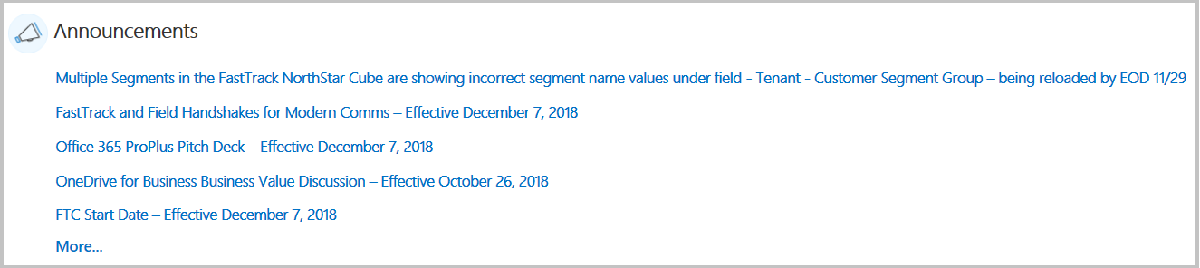 Announcements
Multiple Segments in the FastTrack NorthStar Cube are showing incorrect segment name values under field - Tenant - Customer Segment Group – being reloaded by EOD 11/29
FastTrack and Field Handshakes for Modern Comms – Effective December 7, 2018
Office 365 ProPlus Pitch Deck – Effective December 7, 2018
OneDrive for Business Business Value Discussion – Effective October 26, 2018
FTC Start Date – Effective December 7, 2018
More...